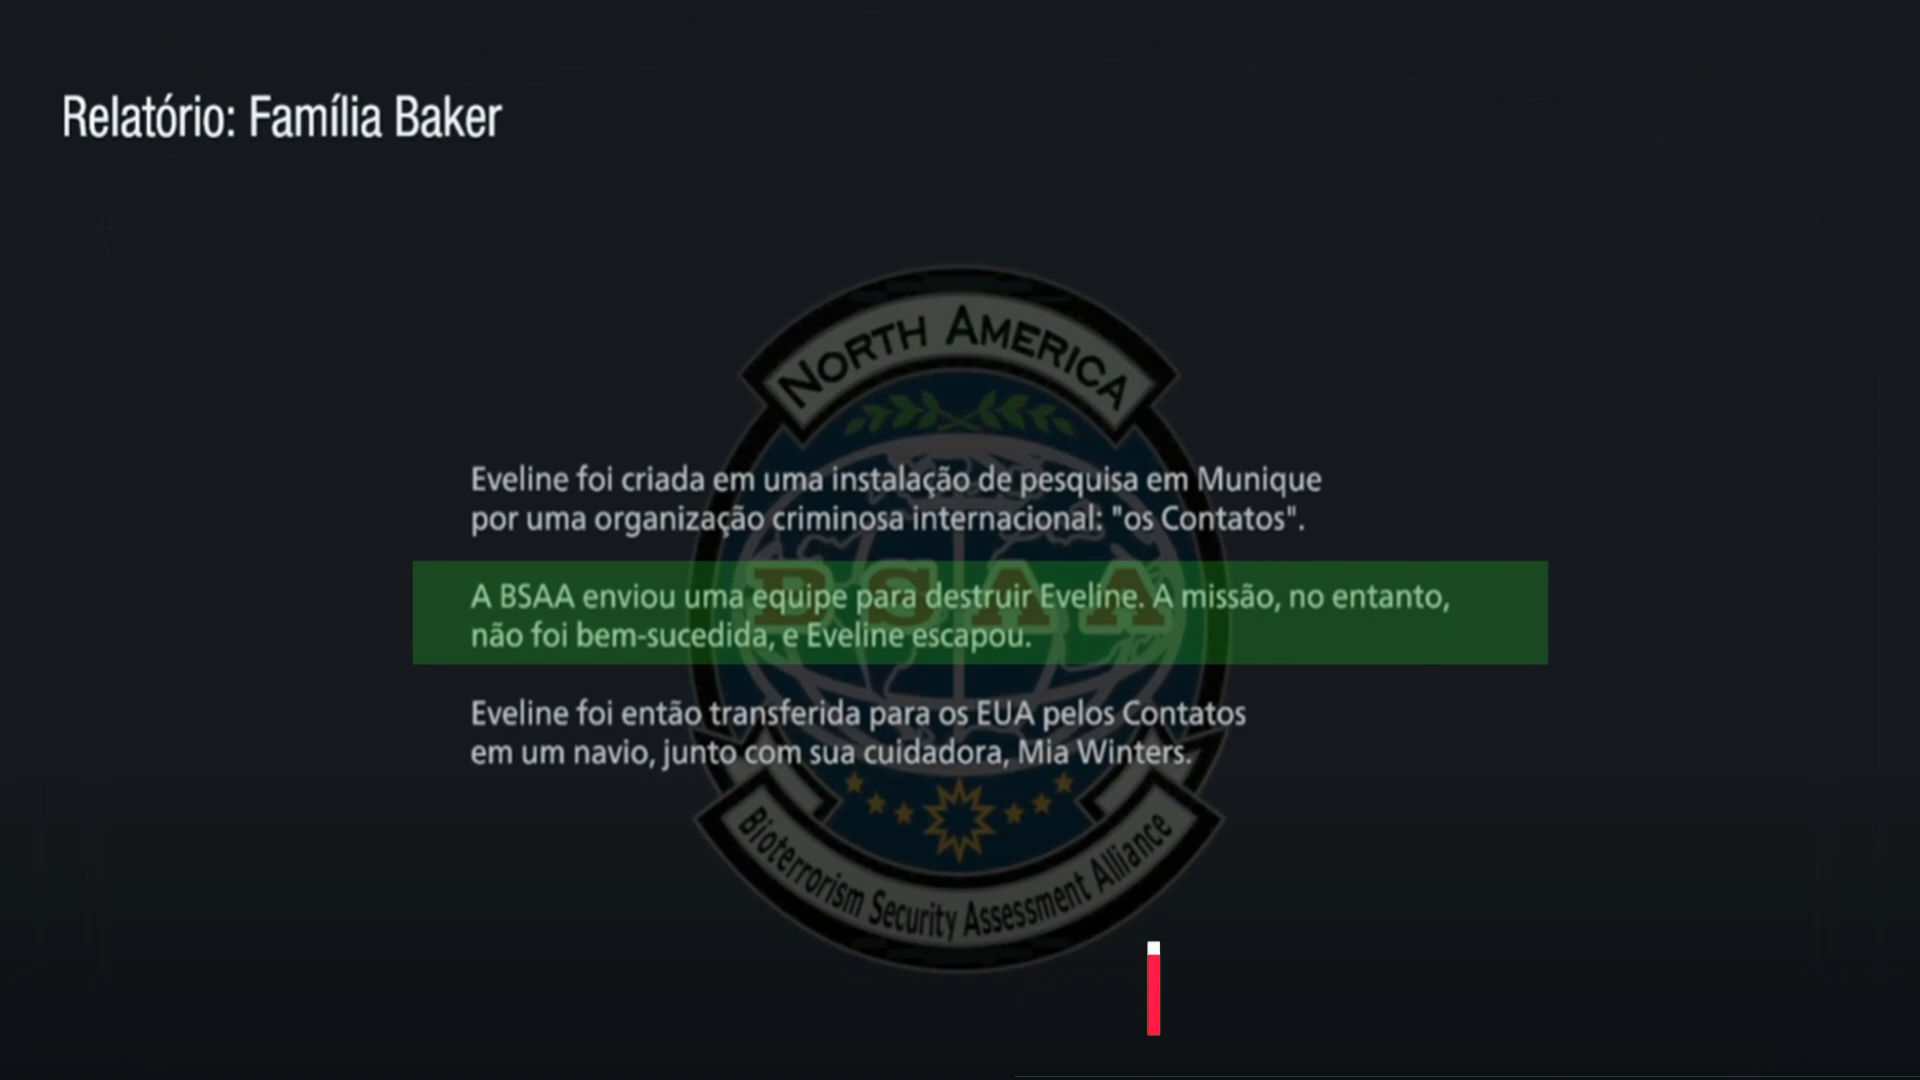 Relatório: Família Baker
NORTH AMERICA
Eveline foi criada em uma instalação de pesquisa em Munique
por uma organização criminosa internacional: "os Contatos".
BSAA
A BSAA enviou uma equipe para destruir Eveline. A missão, no entanto,
não foi bem-sucedida, e Eveline escapou.
Eveline foi então transferida para os EUA pelos Contatos
em um navio, junto com sua cuidadora, Mia Winters.
Bioterrorism Security Assessment Alliance